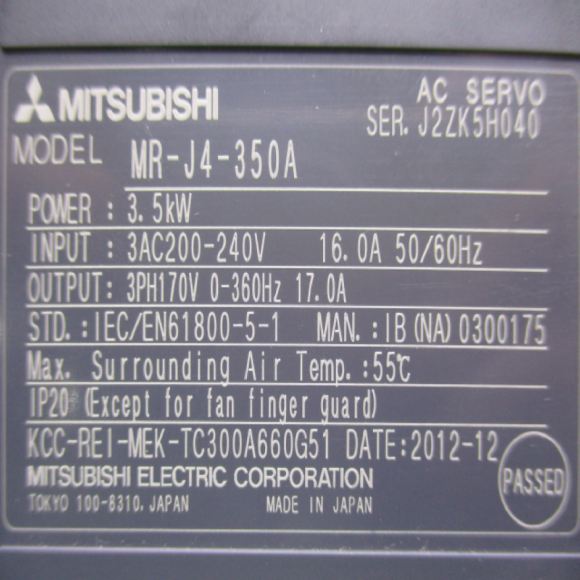 MITSUBISHI AC SERVO
SER. J2ZK5H040
MODEL MR-J4-350A
POWER : 3.5kW
INPUT : 3AC200-240V 16.0A 50/60Hz
OUTPUT: 3PH170V 0-360Hz 17.0A
STD.: IEC/EN61800-5-1 MAN.: IB(NA)0300175
Max. Surrounding Air Temp.:55℃
IP20 (Except for fan finger guard)
KCC-REI-MEK-TC300A660G51 DATE:2012-12
MITSUBISHI ELECTRIC CORPORATION
TOKYO 100-8310, JAPAN MADE IN JAPAN
PASSED